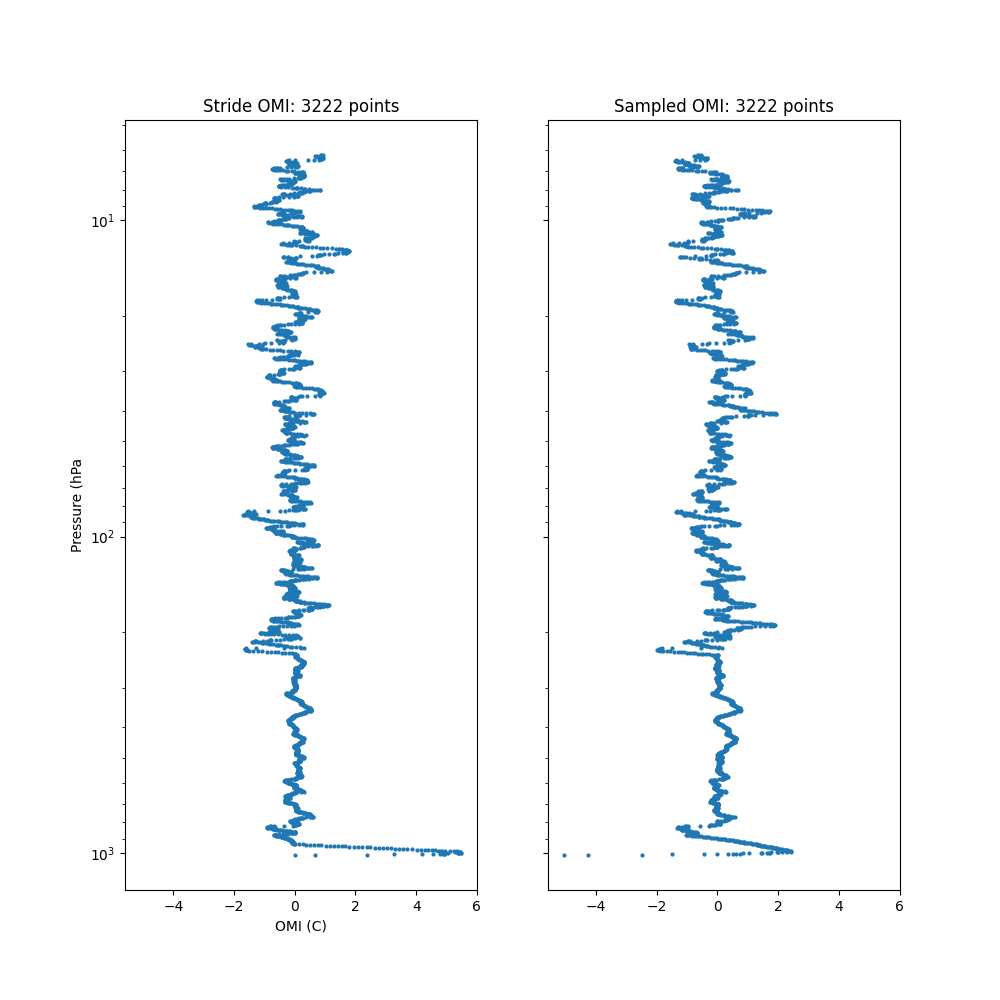 Stride OMI: 3222 points
Sampled OMI: 3222 points
Pressure (hPa
10¹
10²
10³
−4 −2 0 2 4 6
−4 −2 0 2 4 6
OMI (C)